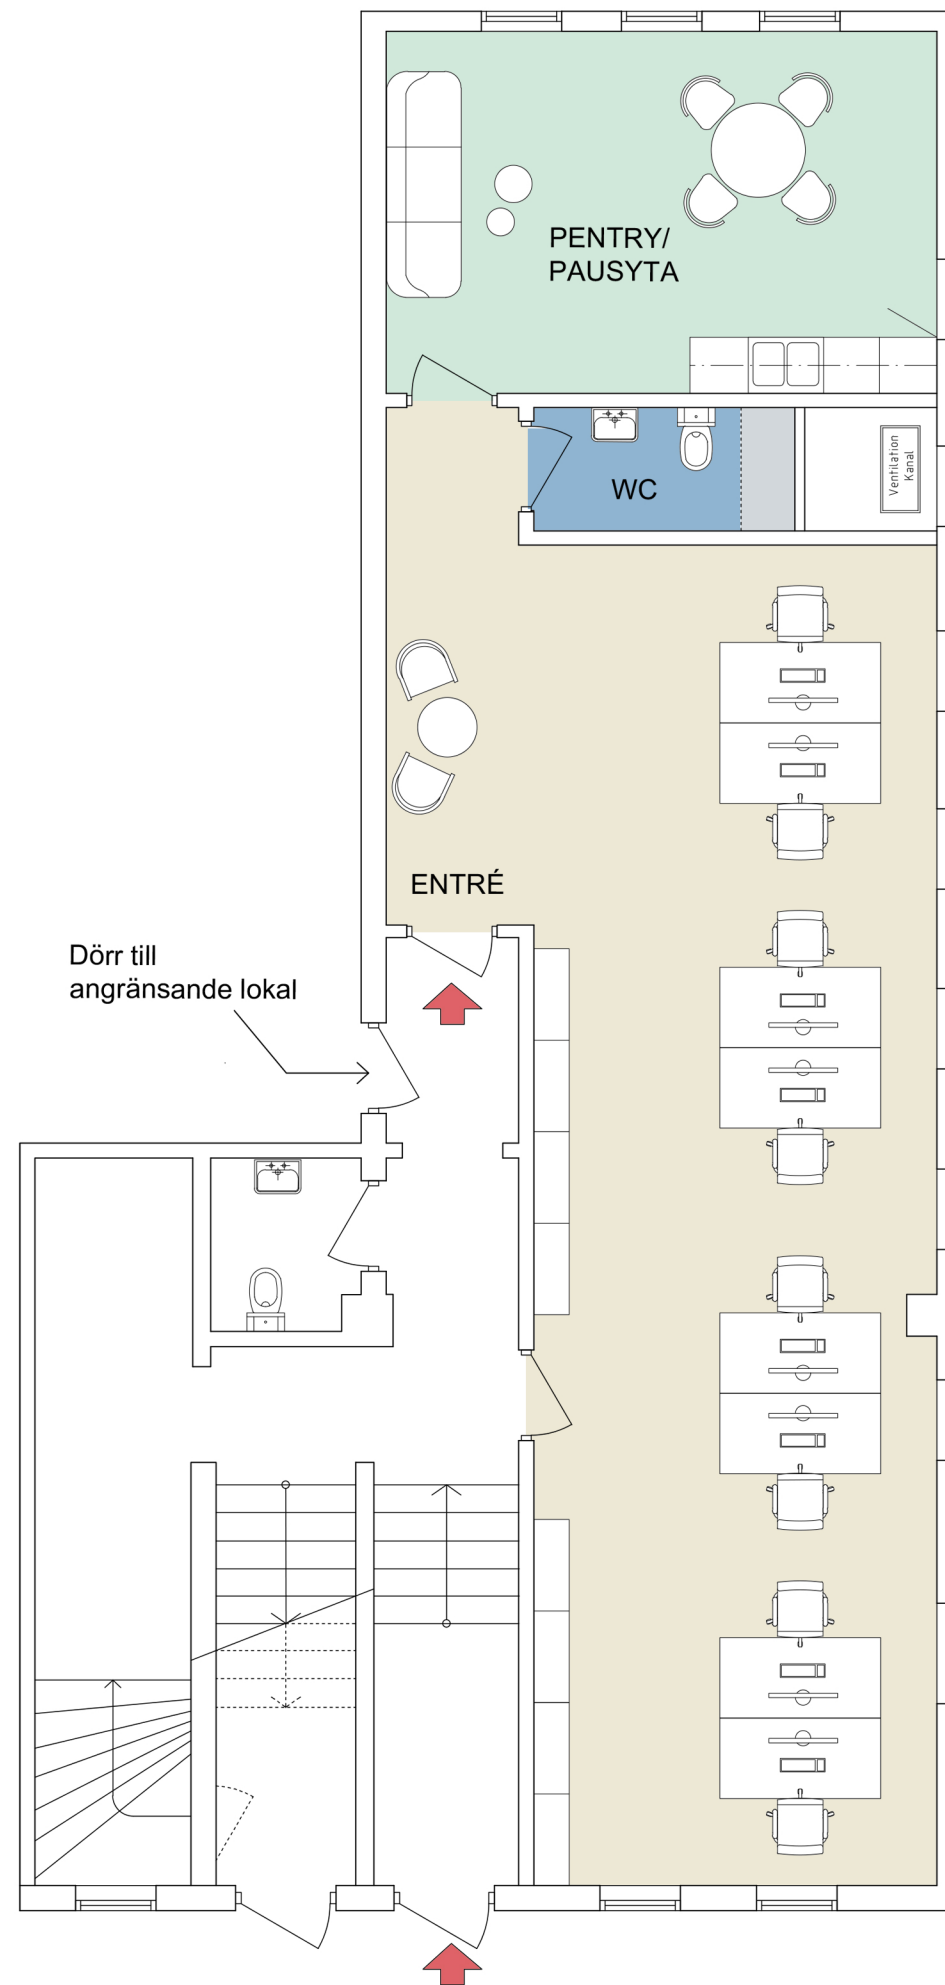 PENTRY/
PAUSYTA
WC
Ventilation
Kanal
ENTRÉ
Dörr till
angränsande lokal